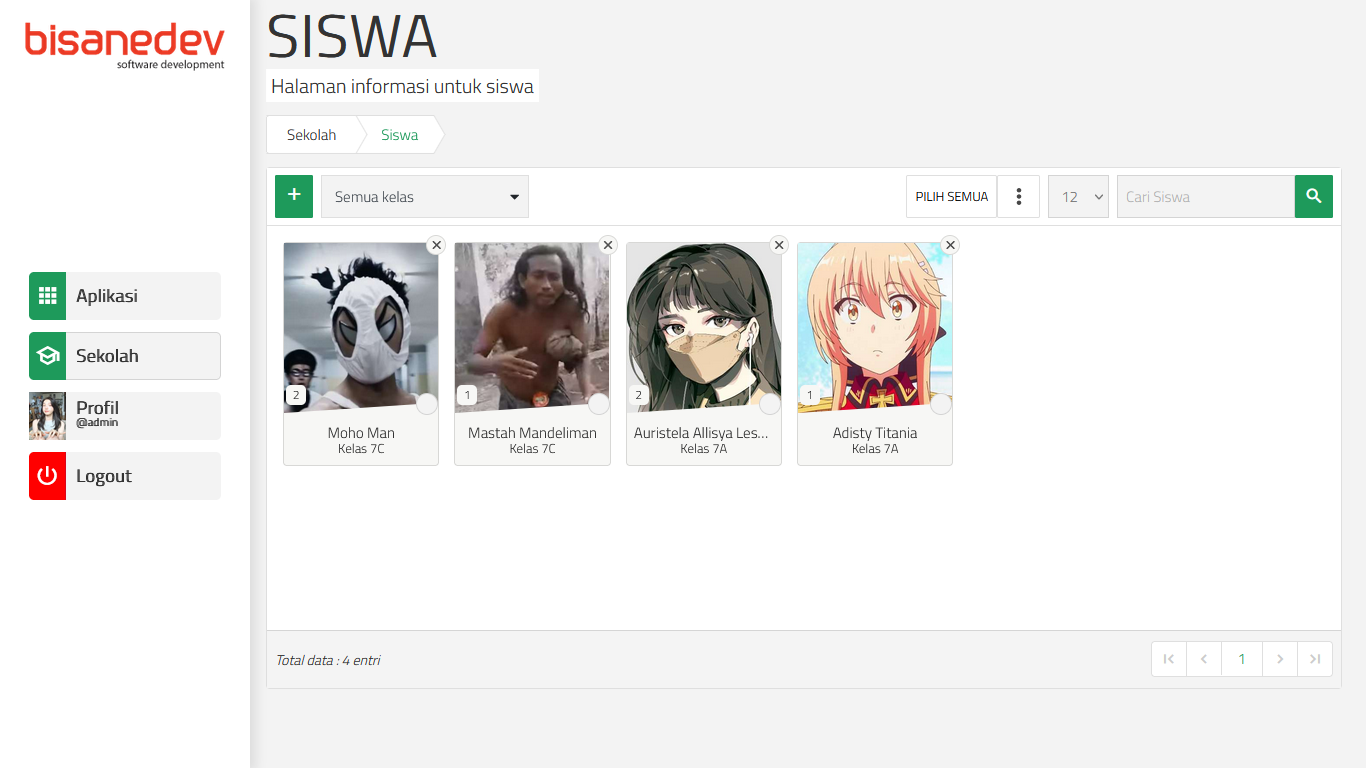 bisanedev
software development
SISWA
Halaman informasi untuk siswa
Sekolah
Siswa
+
Semua kelas
PILIH SEMUA
12
Cari Siswa
Aplikasi
Sekolah
Profil
@admin
Logout
2
Moho Man
Kelas 7C
1
Mastah Mandeliman
Kelas 7C
2
Auristela Allisya Les...
Kelas 7A
1
Adisty Titania
Kelas 7A
Total data : 4 entri
1